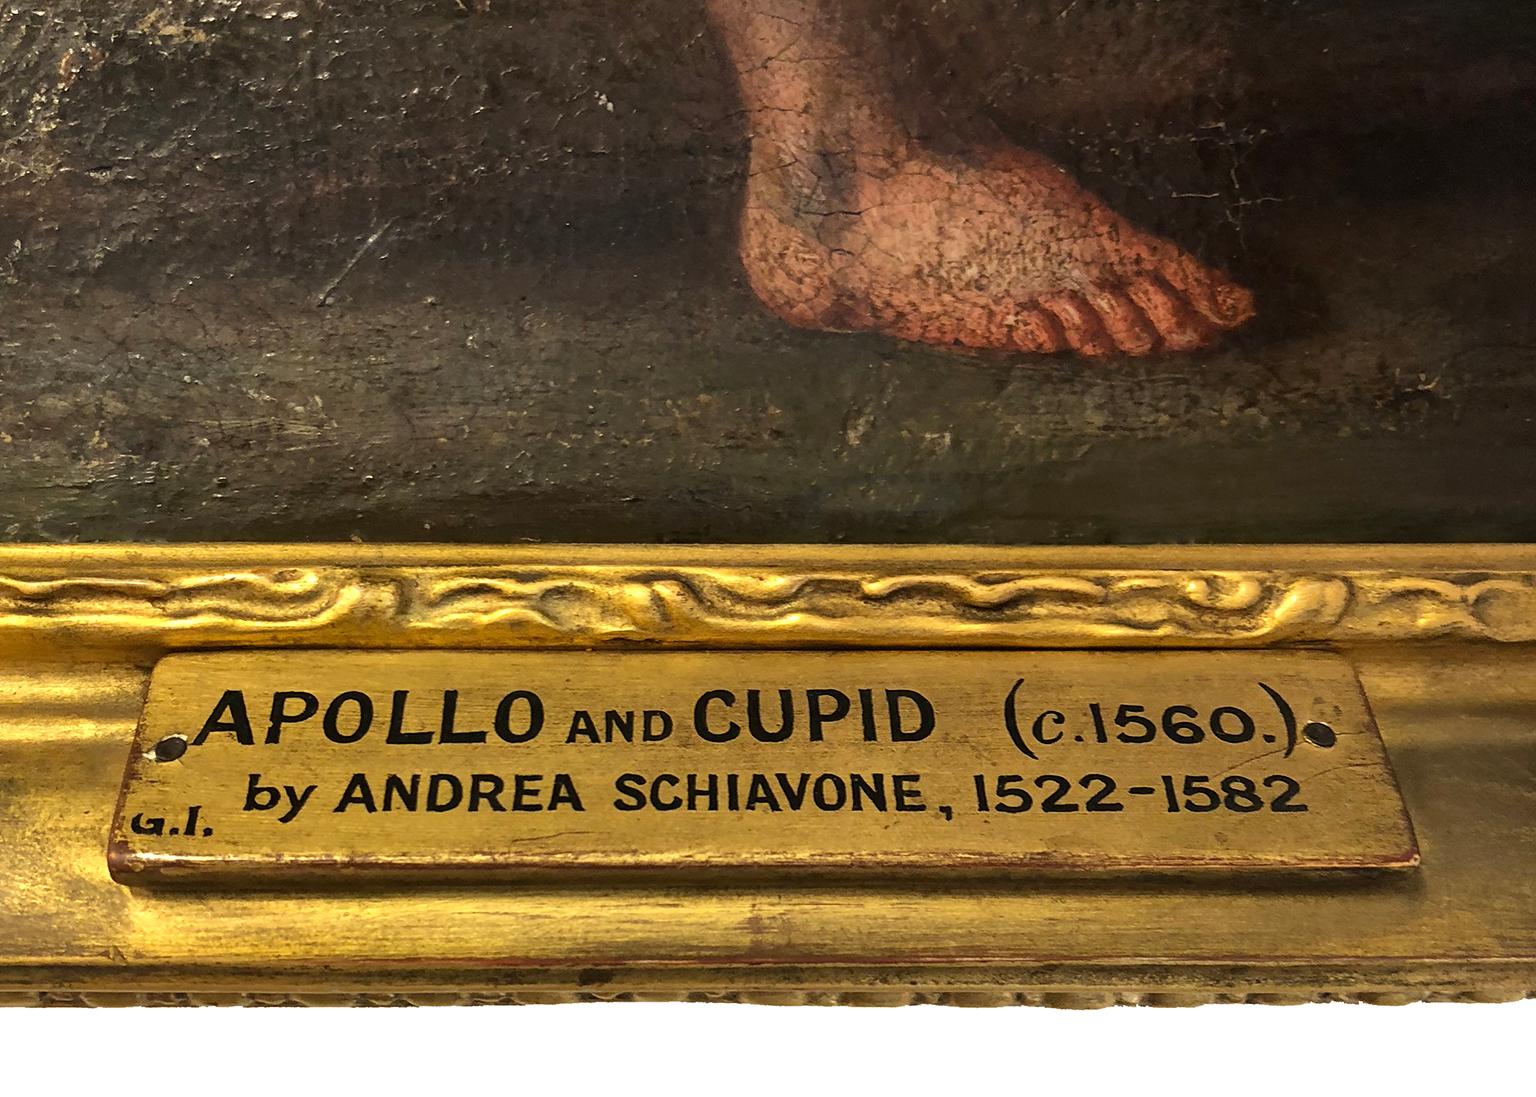 APOLLO AND CUPID (c.1560.)
by ANDREA SCHIAVONE, 1522-1582
G.I.